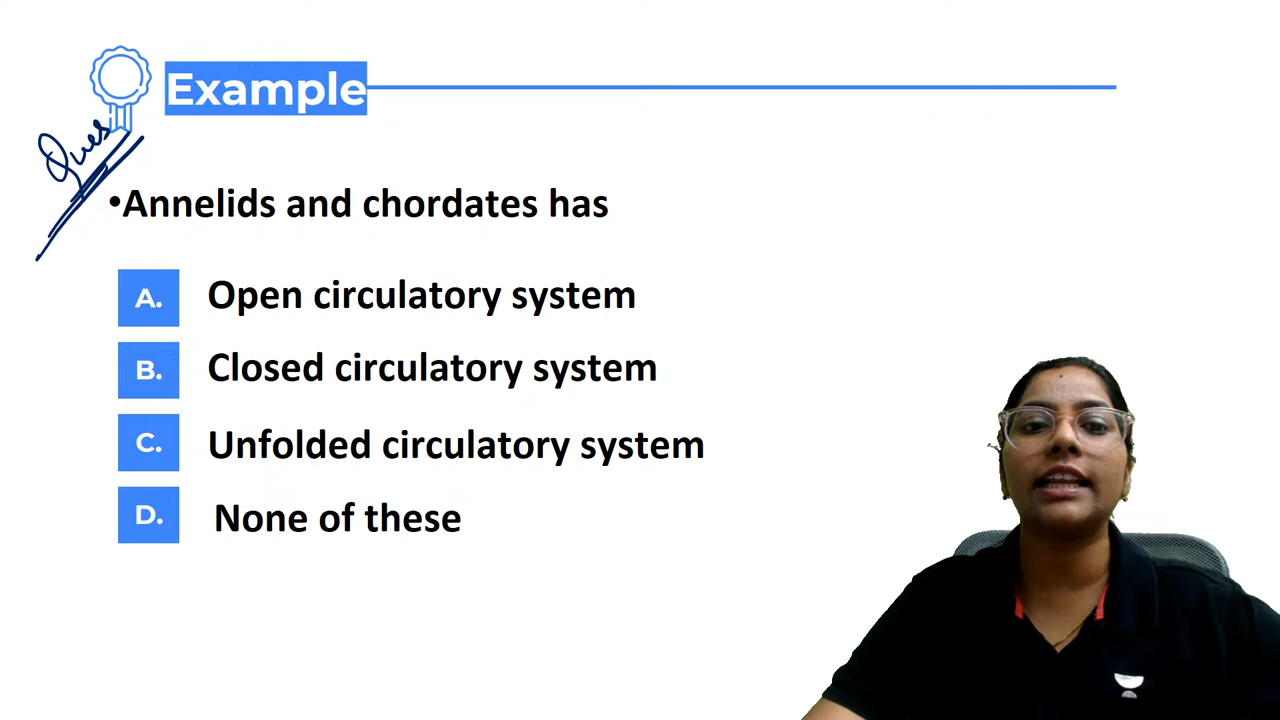 Example
Ques
•Annelids and chordates has
A. Open circulatory system
B. Closed circulatory system
C. Unfolded circulatory system
D. None of these